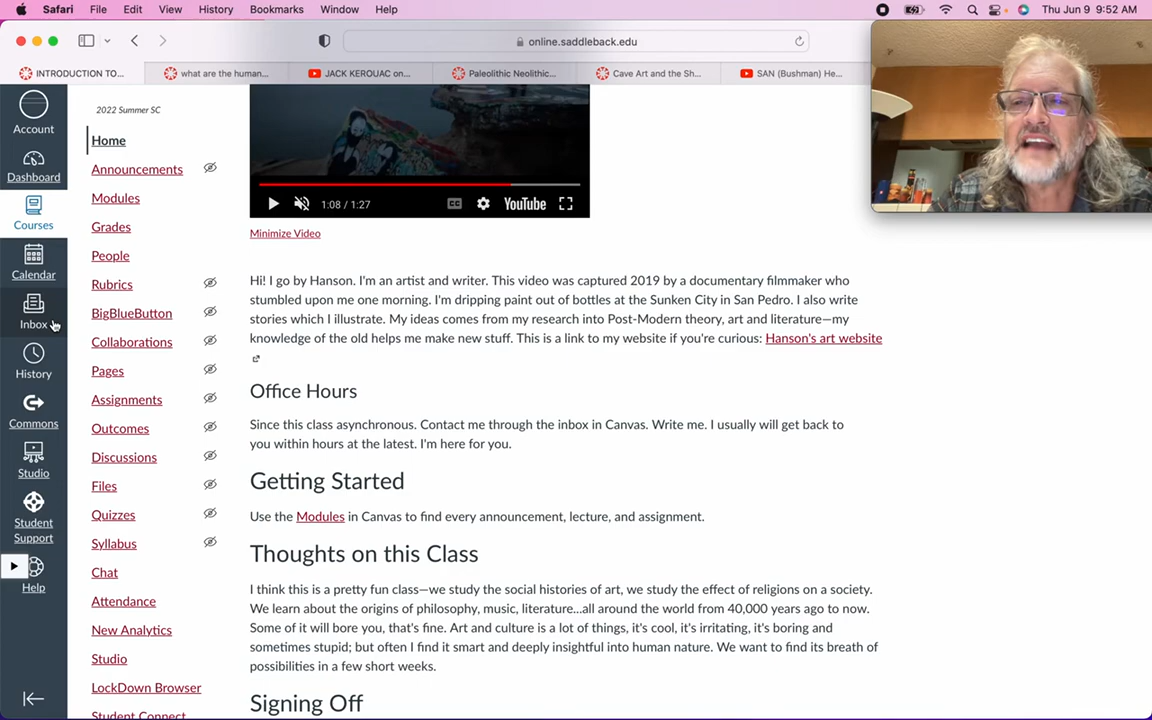 Safari File Edit View History Bookmarks Window Help Thu Jun 9 9:52 AM
online.saddleback.edu
INTRODUCTION TO... what are the human... JACK KEROUAC on... Paleolithic Neolithic... Cave Art and the Sh... SAN (Bushman) He...
Account
Dashboard
Courses
Calendar
Inbox
History
Commons
Studio
Student
Support
Help
2022 Summer SC
Home
Announcements
Modules
Grades
People
Rubrics
BigBlueButton
Collaborations
Pages
Assignments
Outcomes
Discussions
Files
Quizzes
Syllabus
Chat
Attendance
New Analytics
Studio
LockDown Browser
Student Connect
1:08 / 1:27 CC YouTube
Minimize Video
Hi! I go by Hanson. I'm an artist and writer. This video was captured 2019 by a documentary filmmaker who
stumbled upon me one morning. I'm dripping paint out of bottles at the Sunken City in San Pedro. I also write
stories which I illustrate. My ideas comes from my research into Post-Modern theory, art and literature—my
knowledge of the old helps me make new stuff. This is a link to my website if you're curious: Hanson's art website
Office Hours
Since this class asynchronous. Contact me through the inbox in Canvas. Write me. I usually will get back to
you within hours at the latest. I'm here for you.
Getting Started
Use the Modules in Canvas to find every announcement, lecture, and assignment.
Thoughts on this Class
I think this is a pretty fun class—we study the social histories of art, we study the effect of religions on a society.
We learn about the origins of philosophy, music, literature...all around the world from 40,000 years ago to now.
Some of it will bore you, that's fine. Art and culture is a lot of things, it's cool, it's irritating, it's boring and
sometimes stupid; but often I find it smart and deeply insightful into human nature. We want to find its breath of
possibilities in a few short weeks.
Signing Off